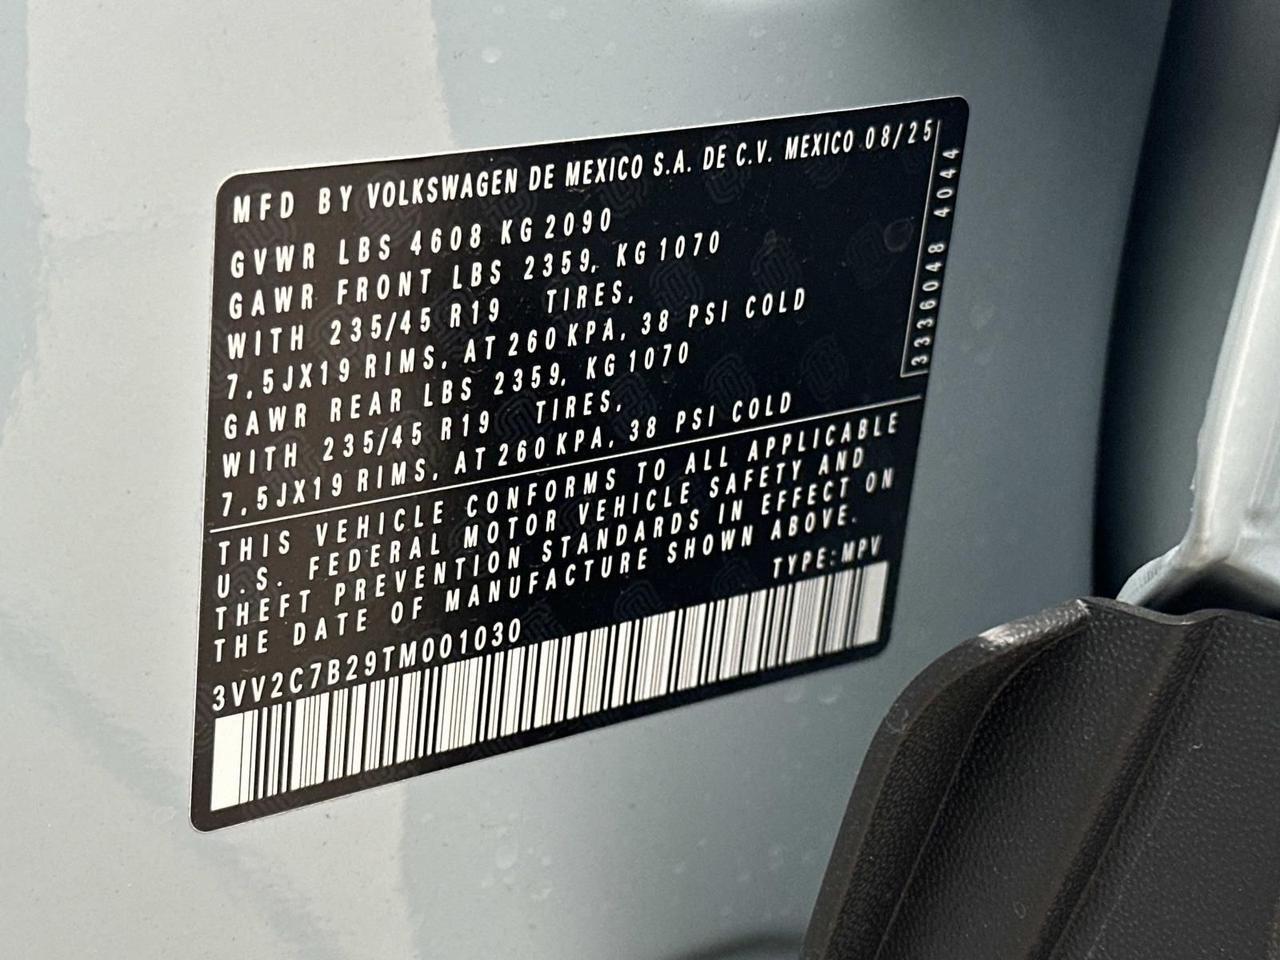 MFD BY VOLKSWAGEN DE MEXICO S.A. DE C.V. MEXICO 08/25
GVWR LBS 4608 KG 2090
GAWR FRONT LBS 2359, KG 1070
WITH 235/45 R19 TIRES,
7,5JX19 RIMS, AT 260 KPA, 38 PSI COLD
GAWR REAR LBS 2359, KG 1070
WITH 235/45 R19 TIRES,
7,5JX19 RIMS, AT 260 KPA, 38 PSI COLD
3336048 4044
THIS VEHICLE CONFORMS TO ALL APPLICABLE
U.S. FEDERAL MOTOR VEHICLE SAFETY AND
THEFT PREVENTION STANDARDS IN EFFECT ON
THE DATE OF MANUFACTURE SHOWN ABOVE.
TYPE:MPV
3VV2C7B29TM001030